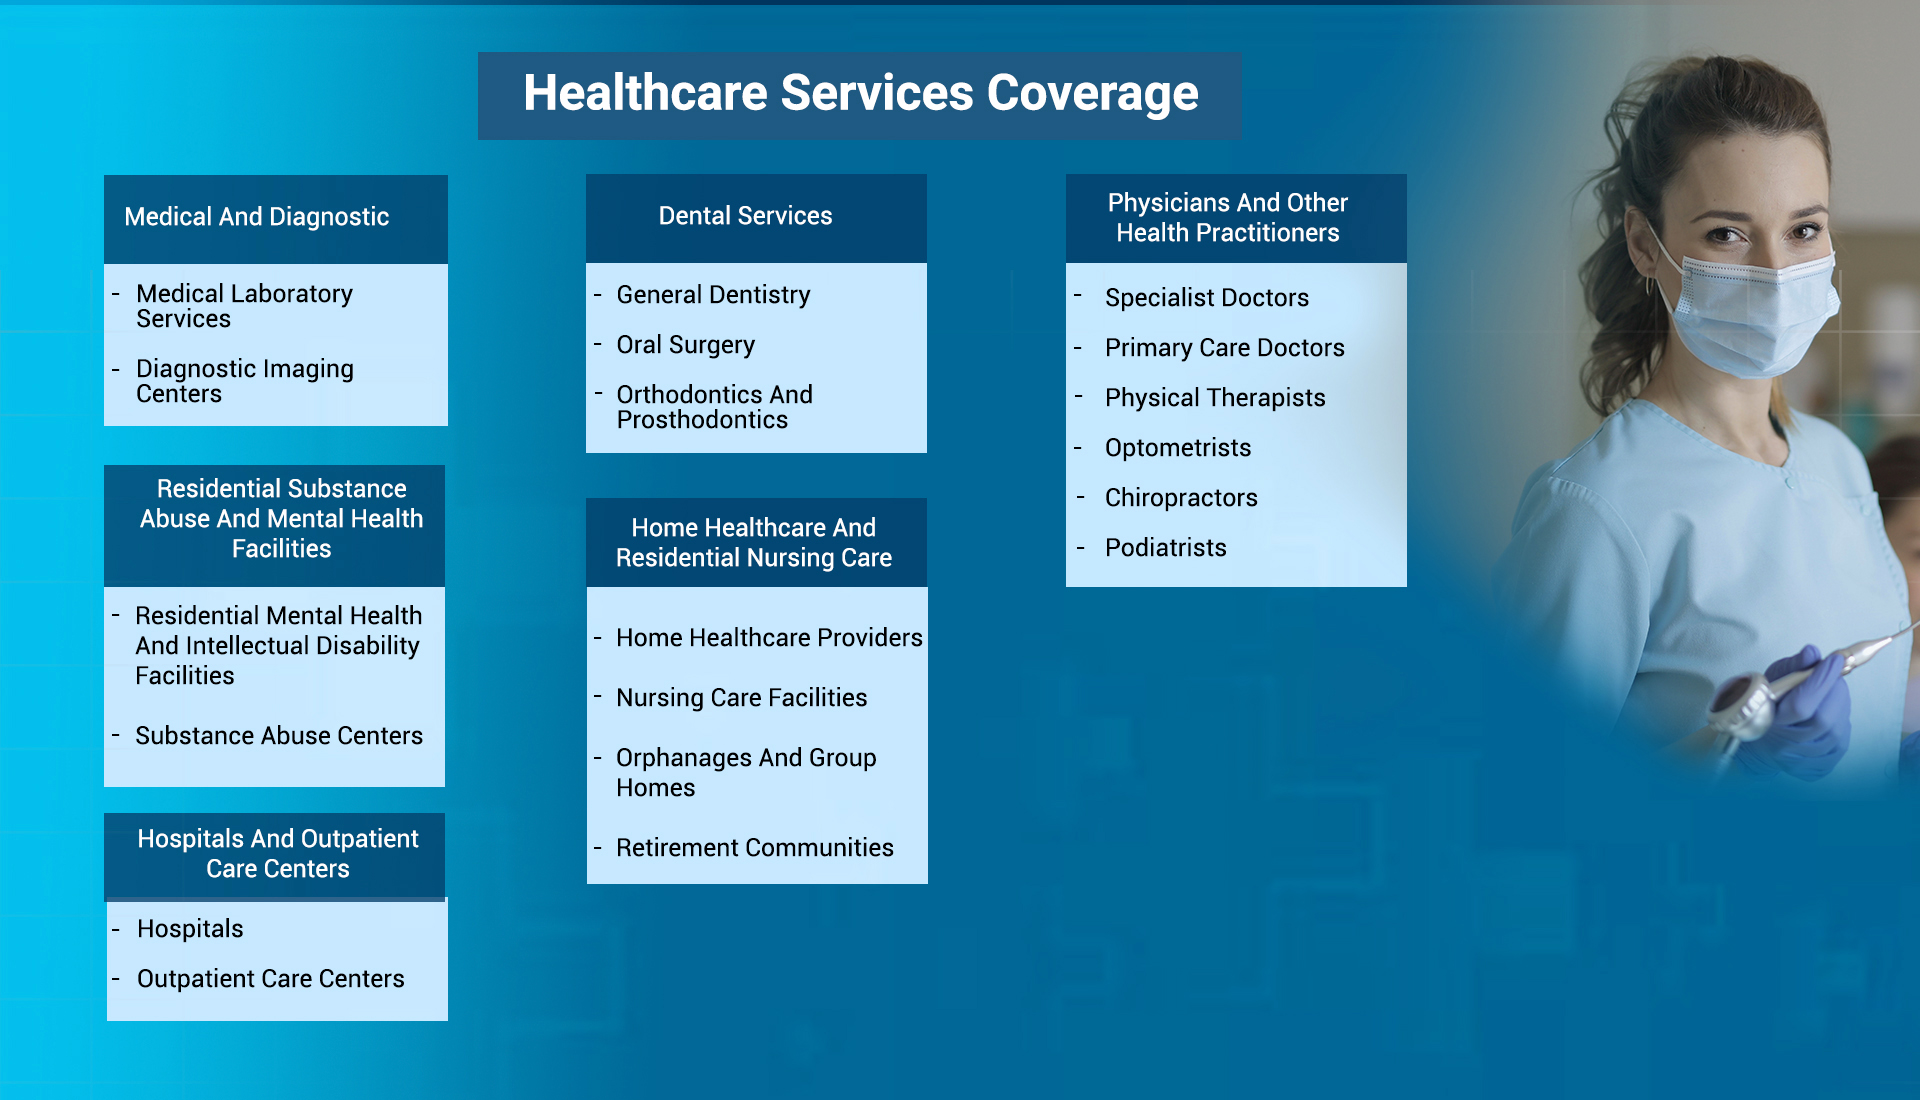 Healthcare Services Coverage
Medical And Diagnostic
- Medical Laboratory
Services
- Diagnostic Imaging
Centers
Residential Substance
Abuse And Mental Health
Facilities
- Residential Mental Health
And Intellectual Disability
Facilities
- Substance Abuse Centers
Hospitals And Outpatient
Care Centers
- Hospitals
- Outpatient Care Centers
Dental Services
- General Dentistry
- Oral Surgery
- Orthodontics And
Prosthodontics
Home Healthcare And
Residential Nursing Care
- Home Healthcare Providers
- Nursing Care Facilities
- Orphanages And Group
Homes
- Retirement Communities
Physicians And Other
Health Practitioners
- Specialist Doctors
- Primary Care Doctors
- Physical Therapists
- Optometrists
- Chiropractors
- Podiatrists